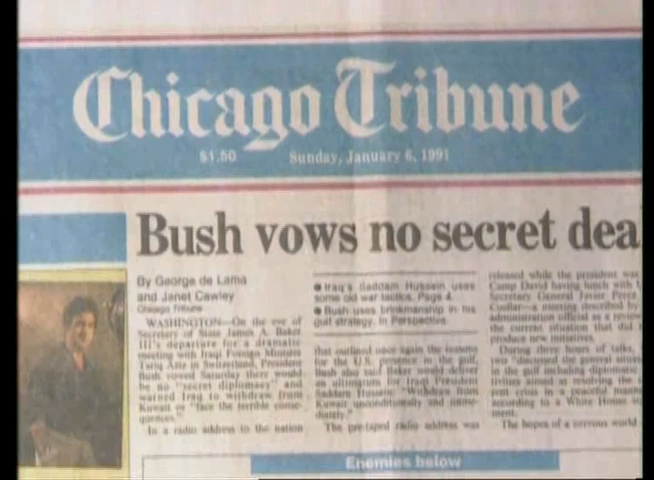 Chicago Tribune
$1.50 Sunday, January 6, 1991
Bush vows no secret dea
By George de Lama
and Janet Cawley
Chicago Tribune
WASHINGTON—On the eve of
Secretary of State James A. Baker
III's departure for a dramatic
meeting with Iraqi Foreign Minister
Tariq Aziz in Switzerland, President
Bush vowed Saturday there would
be no "secret diplomacy" and
warned Iraq to withdraw from
Kuwait or "face the terrible conse-
quences."
In a radio address to the nation
● Iraq's Saddam Hussein uses
some old war tactics. Page 4.
● Bush uses brinkmanship in his
gulf strategy. In Perspective.
that outlined once again the reasons
for the U.S. presence in the gulf,
Bush also said Baker would deliver
an ultimatum for Iraqi President
Saddam Hussein: "Withdraw from
Kuwait unconditionally and imme-
diately."
The pre-taped radio address was
released while the president was
Camp David having lunch with U
Secretary General Javier Perez
Cuellar—a meeting described by
administration official as a review
the current situation that did
produce new initiatives.
During three hours of talks,
two "discussed the general situa
in the gulf including diplomatic
tivities aimed at resolving the
rent crisis in a peaceful manne
according to a White House st
ment.
The hopes of a nervous world
Enemies below